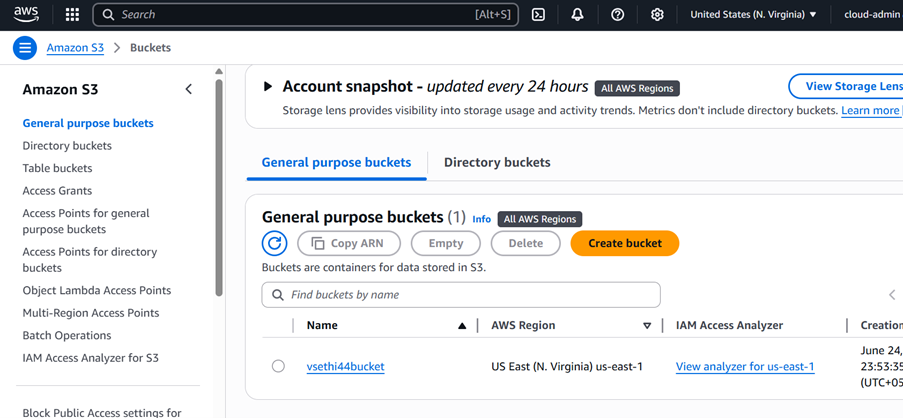 aws Search [Alt+S] United States (N. Virginia) cloud-admin
Amazon S3 > Buckets
Amazon S3
General purpose buckets
Directory buckets
Table buckets
Access Grants
Access Points for general
purpose buckets
Access Points for directory
buckets
Object Lambda Access Points
Multi-Region Access Points
Batch Operations
IAM Access Analyzer for S3
Block Public Access settings for
Account snapshot - updated every 24 hours All AWS Regions View Storage Lens
Storage lens provides visibility into storage usage and activity trends. Metrics don't include directory buckets. Learn more
General purpose buckets Directory buckets
General purpose buckets (1) Info All AWS Regions
Copy ARN Empty Delete Create bucket
Buckets are containers for data stored in S3.
Find buckets by name
Name AWS Region IAM Access Analyzer Creation
vsethi44bucket US East (N. Virginia) us-east-1 View analyzer for us-east-1 June 24,
23:53:35
(UTC+05